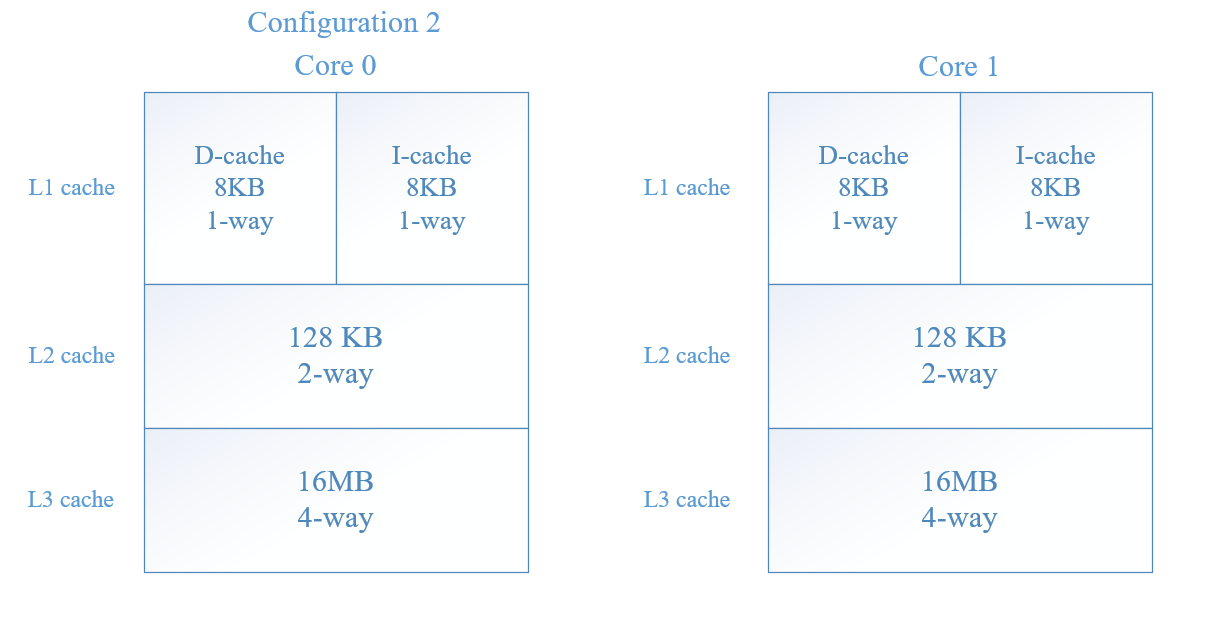 Configuration 2
Core 0
Core 1
L1 cache
D-cache
8KB
1-way
I-cache
8KB
1-way
L1 cache
D-cache
8KB
1-way
I-cache
8KB
1-way
L2 cache
128 KB
2-way
L2 cache
128 KB
2-way
L3 cache
16MB
4-way
L3 cache
16MB
4-way